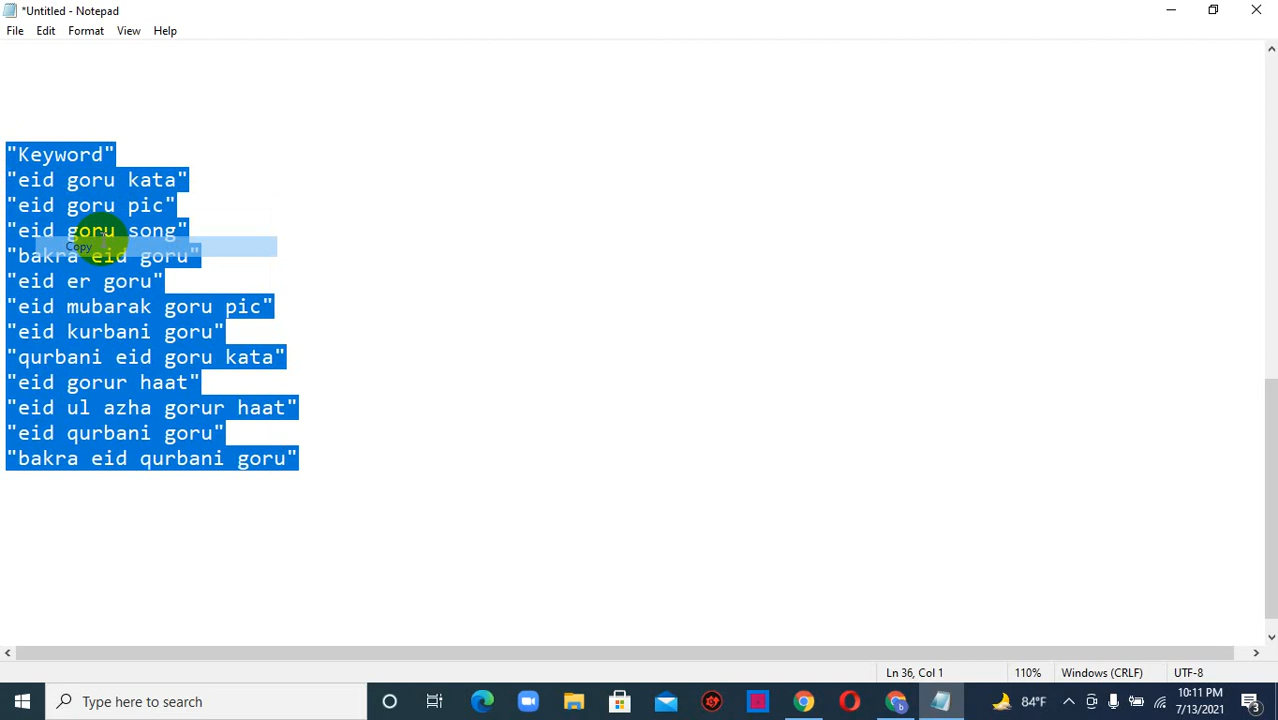 *Untitled - Notepad
File Edit Format View Help
"Keyword"
"eid goru kata"
"eid goru pic"
"eid goru song"
Copy
"bakra eid goru"
"eid er goru"
"eid mubarak goru pic"
"eid kurbani goru"
"qurbani eid goru kata"
"eid gorur haat"
"eid ul azha gorur haat"
"eid qurbani goru"
"bakra eid qurbani goru"
Ln 36, Col 1 110% Windows (CRLF) UTF-8
Type here to search 84°F 10:11 PM
7/13/2021 3